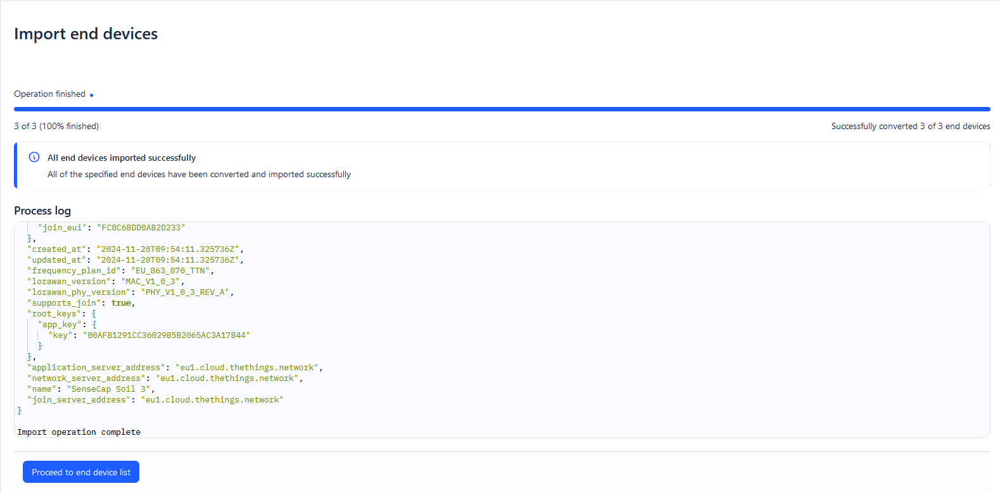 Import end devices
Operation finished
3 of 3 (100% finished)
Successfully converted 3 of 3 end devices
All end devices imported successfully
All of the specified end devices have been converted and imported successfully
Process log
"join_eui": "FC8C6BDD0AB2D233"
},
"created_at": "2024-11-20T09:54:11.325736Z",
"updated_at": "2024-11-20T09:54:11.325736Z",
"frequency_plan_id": "EU_863_870_TTN",
"lorawan_version": "MAC_V1_0_3",
"lorawan_phy_version": "PHY_V1_0_3_REV_A",
"supports_join": true,
"root_keys": {
"app_key": {
"key": "00AFB1291CC36029B5B2065AC3A17B44"
}
},
"application_server_address": "eu1.cloud.thethings.network",
"network_server_address": "eu1.cloud.thethings.network",
"name": "SenseCap Soil 3",
"join_server_address": "eu1.cloud.thethings.network"
}
Import operation complete
Proceed to end device list